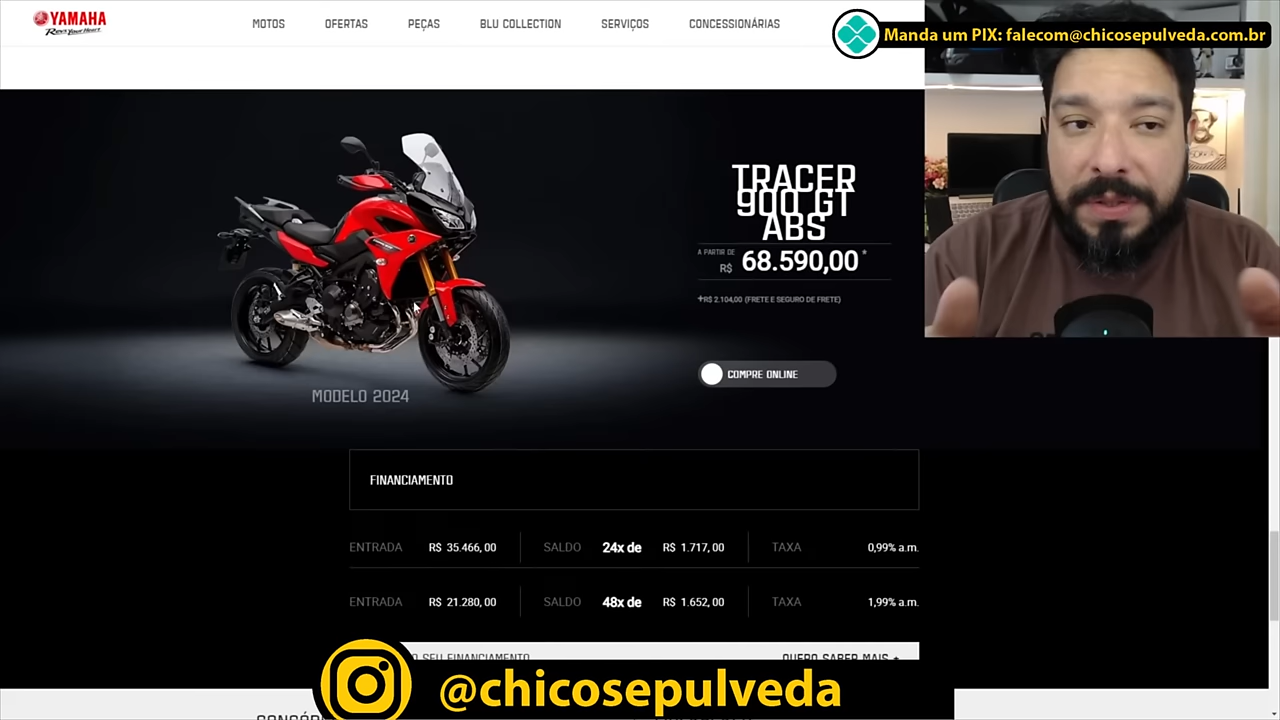 YAMAHA
Revs Your Heart
MOTOS OFERTAS PEÇAS BLU COLLECTION SERVIÇOS CONCESSIONÁRIAS
Manda um PIX: falecom@chicosepulveda.com.br
TRACER
900 GT
ABS
A PARTIR DE
R$ 68.590,00*
+R$ 2.104,00 (FRETE E SEGURO DE FRETE)
COMPRE ONLINE
MODELO 2024
FINANCIAMENTO
ENTRADA R$ 35.466,00 SALDO 24x de R$ 1.717,00 TAXA 0,99% a.m.
ENTRADA R$ 21.280,00 SALDO 48x de R$ 1.652,00 TAXA 1,99% a.m.
O SEU FINANCIAMENTO QUERO SABER MAIS +
@chicosepulveda